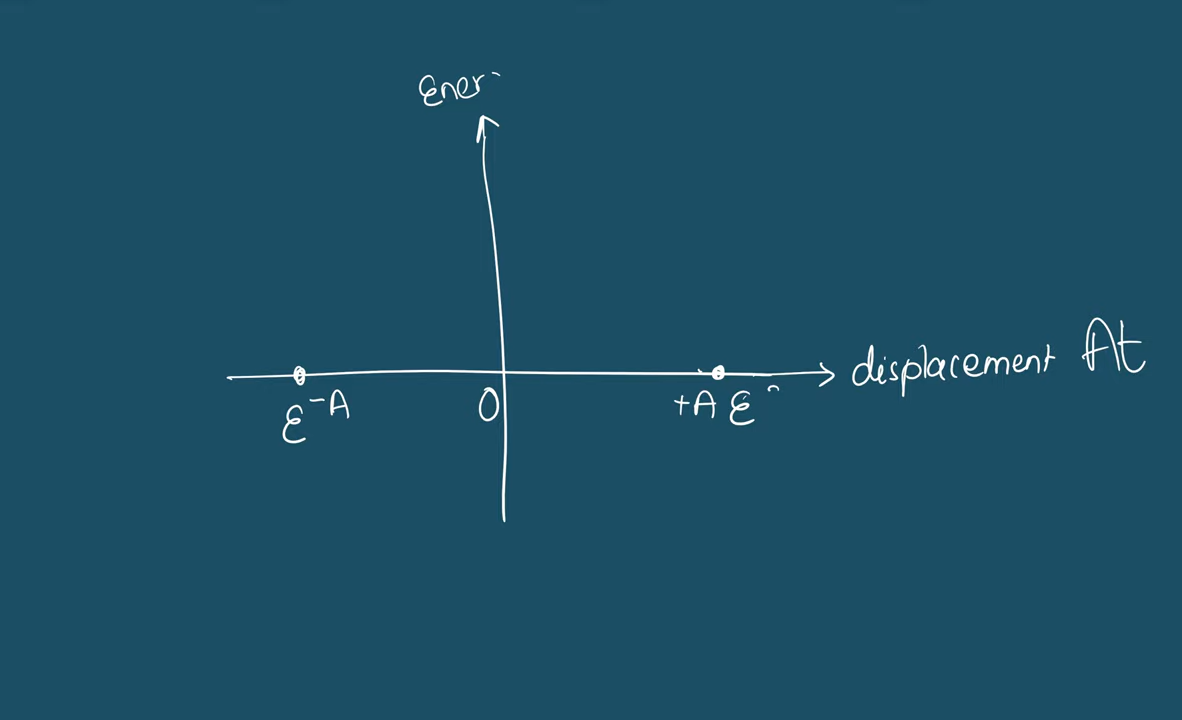 Ener
displacement At
ε -A
0
+A ε